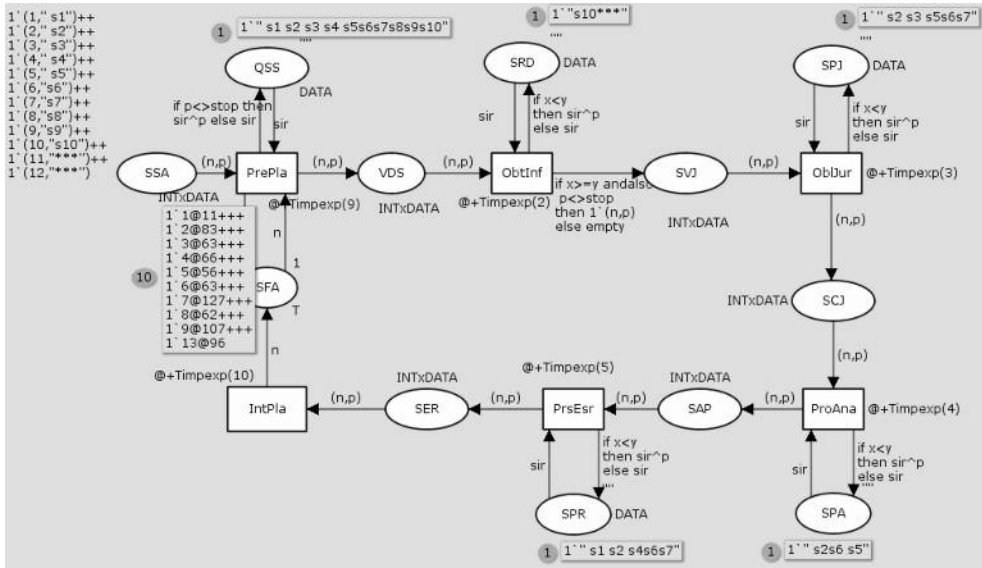 1`(1," s1")++
1`(2," s2")++
1`(3," s3")++
1`(4," s4")++
1`(5," s5")++
1`(6,"s6")++
1`(7,"s7")++
1`(8,"s8")++
1`(9,"s9")++
1`(10,"s10")++
1`(11,"***")++
1`(12,"***")
1
1`" s1 s2 s3 s4 s5s6s7s8s9s10"
""
QSS
DATA
if p<>stop then
sir^p else sir
sir
1
1`"s10***"
""
SRD
DATA
sir
if x<y
then sir^p
else sir
1
1`" s2 s3 s5s6s7"
""
SPJ
DATA
sir
if x<y
then sir^p
else sir
SSA
INTxDATA
(n,p)
PrePla
@+Timpexp(9)
(n,p)
VDS
INTxDATA
(n,p)
ObtInf
@+Timpexp(2)
if x>=y andalso
p<>stop
then 1`(n,p)
else empty
SVJ
INTxDATA
(n,p)
OblJur
@+Timpexp(3)
(n,p)
n
10
1`1@11+++
1`2@83+++
1`3@63+++
1`4@66+++
1`5@56+++
1`6@63+++
1`7@127+++
1`8@62+++
1`9@107+++
1`13@96
1
SFA
T
n
INTxDATA
SCJ
(n,p)
@+Timpexp(10)
IntPla
(n,p)
INTxDATA
SER
(n,p)
@+Timpexp(5)
PrsEsr
(n,p)
INTxDATA
SAP
(n,p)
ProAna
@+Timpexp(4)
sir
if x<y
then sir^p
else sir
""
SPR
DATA
1
1`" s1 s2 s4s6s7"
sir
if x<y
then sir^p
else sir
""
SPA
DATA
1
1`" s2s6 s5"